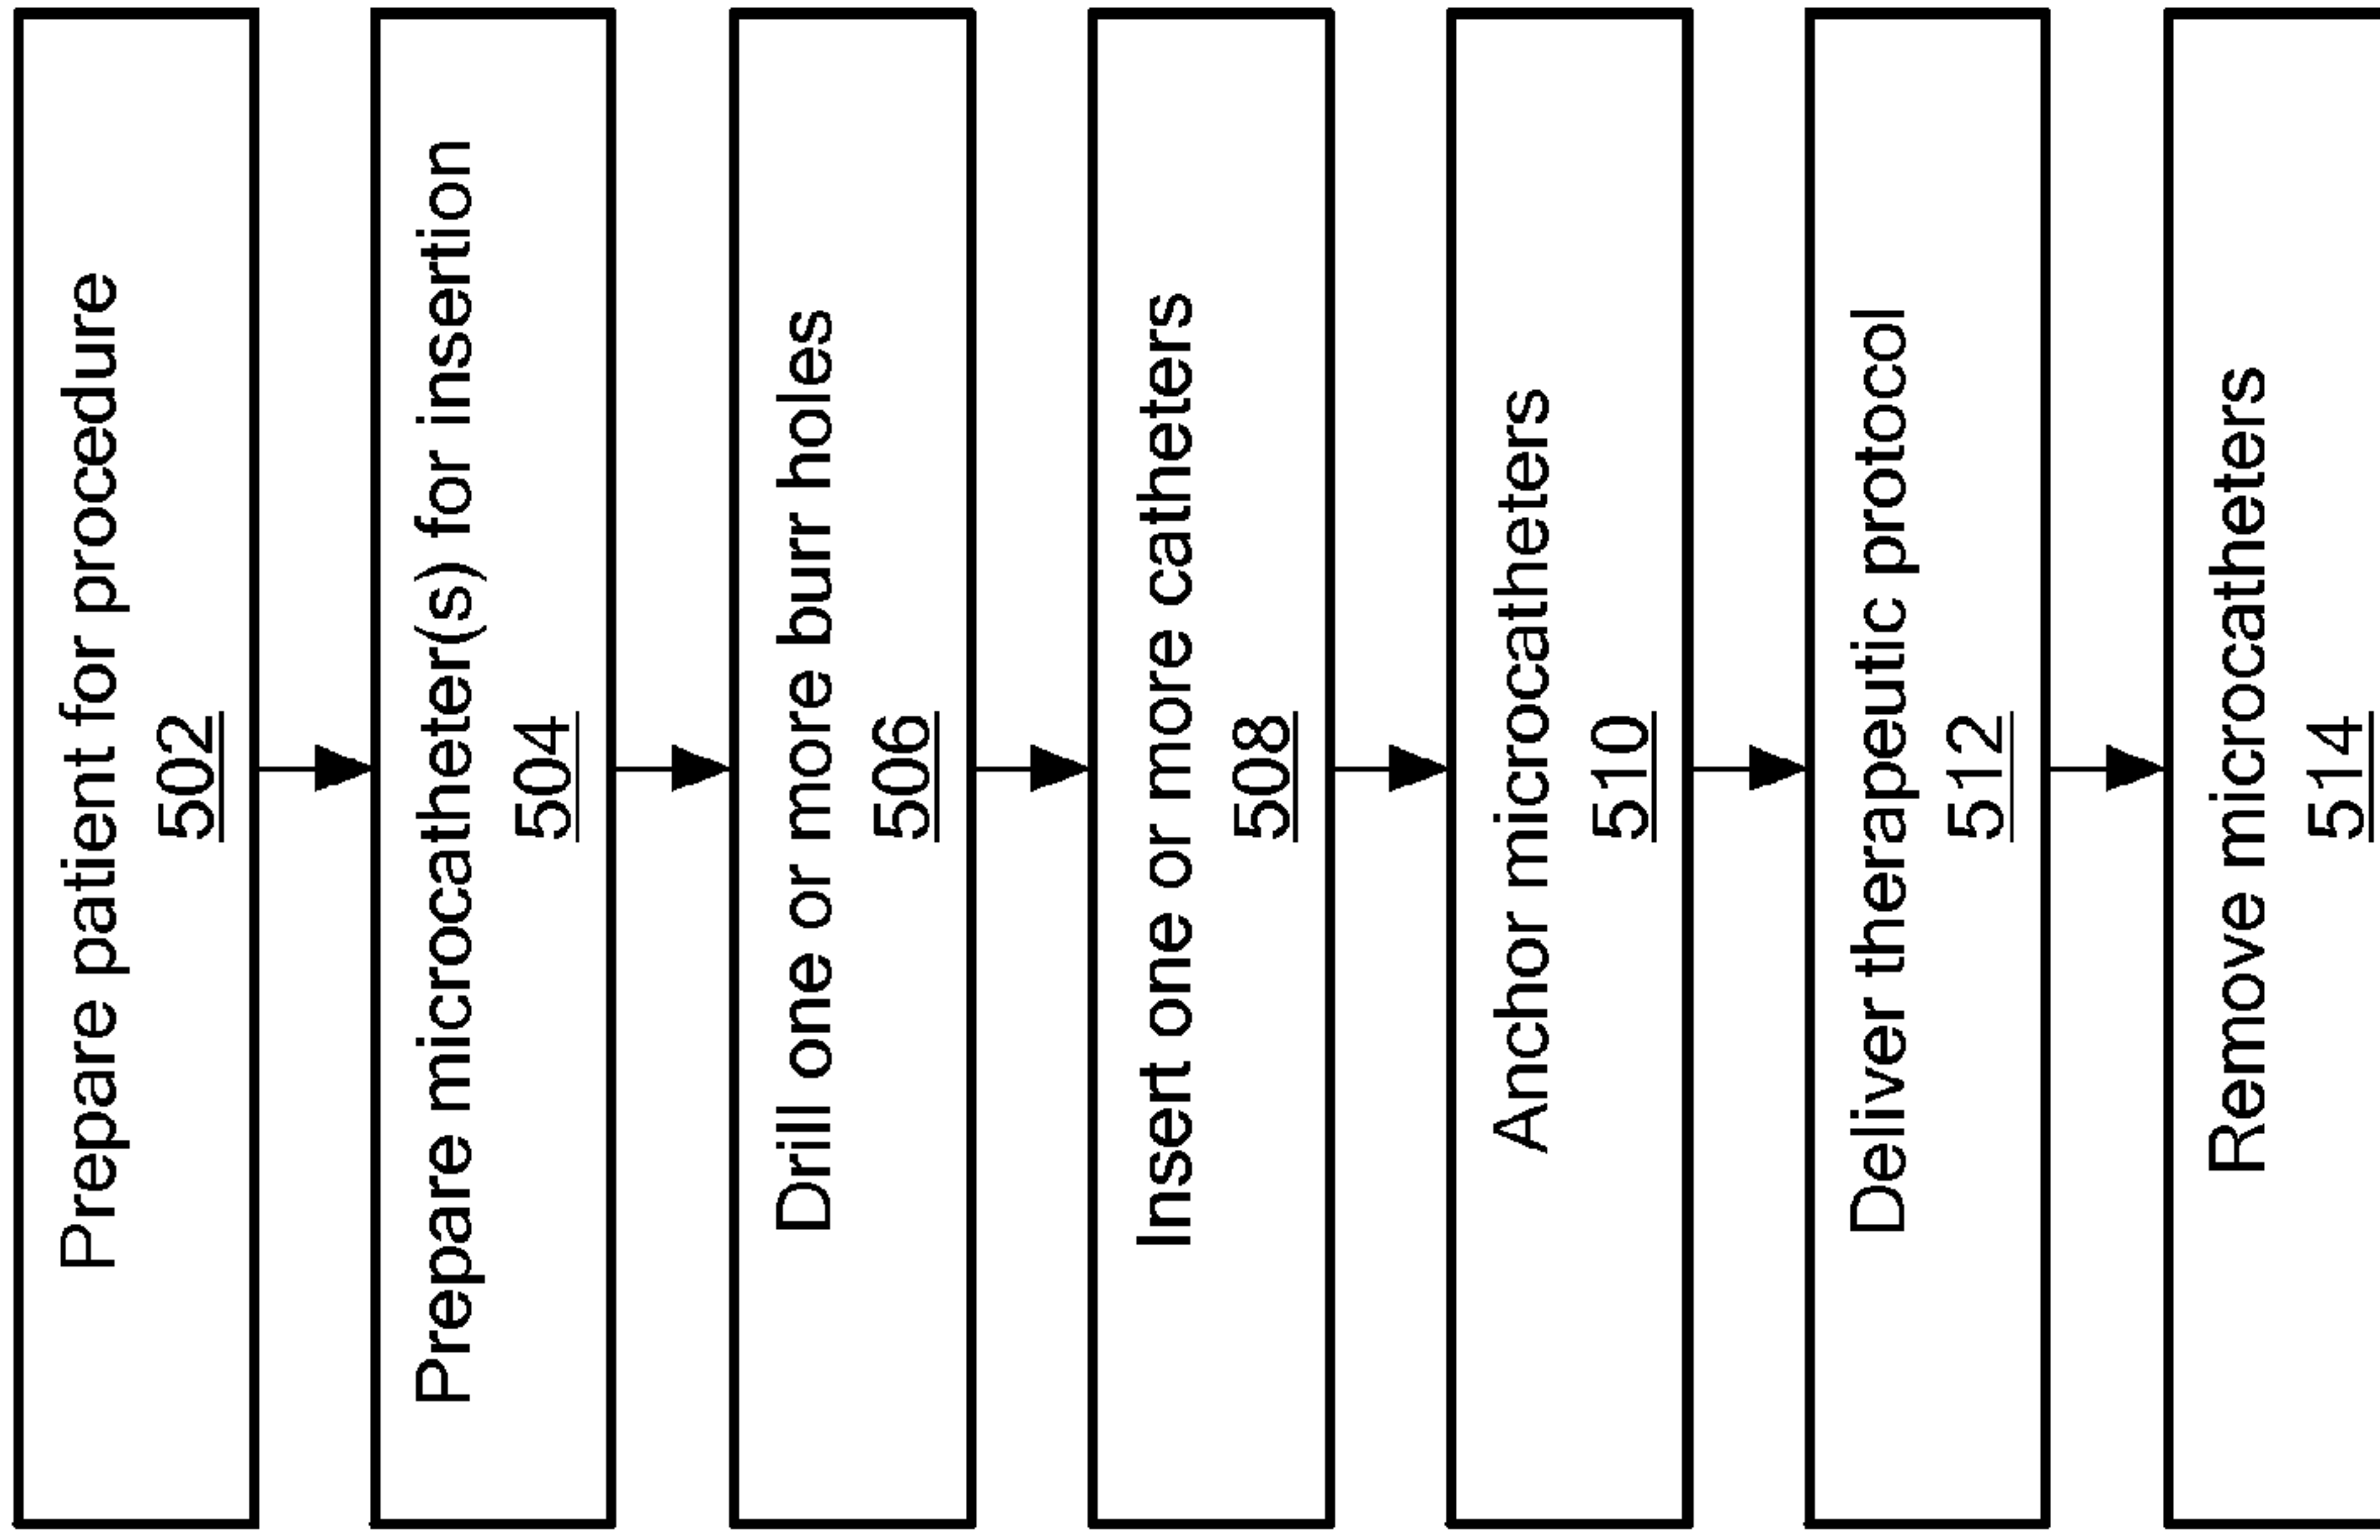 Prepare patient for procedure
502
Prepare microcatheter(s) for insertion
504
Drill one or more burr holes
506
Insert one or more catheters
508
Anchor microcatheters
510
Deliver therapeutic protocol
512
Remove microcatheters
514